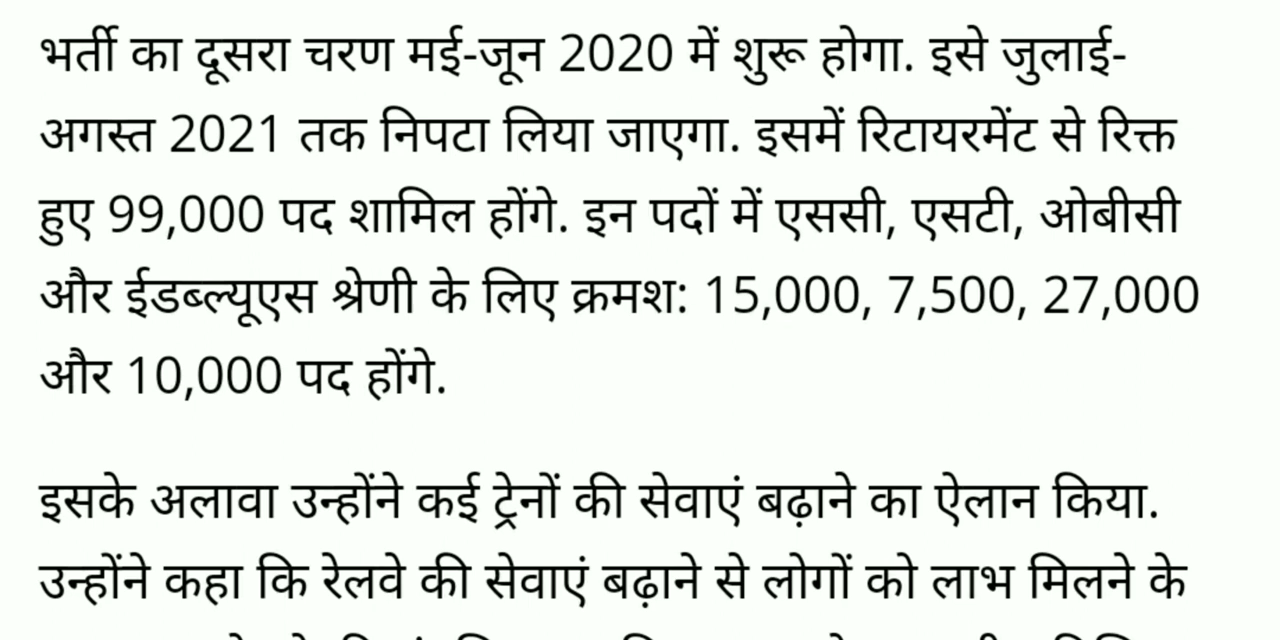 भर्ती का दूसरा चरण मई-जून 2020 में शुरू होगा. इसे जुलाई-
अगस्त 2021 तक निपटा लिया जाएगा. इसमें रिटायरमेंट से रिक्त
हुए 99,000 पद शामिल होंगे. इन पदों में एससी, एसटी, ओबीसी
और ईडब्ल्यूएस श्रेणी के लिए क्रमश: 15,000, 7,500, 27,000
और 10,000 पद होंगे.
इसके अलावा उन्होंने कई ट्रेनों की सेवाएं बढ़ाने का ऐलान किया.
उन्होंने कहा कि रेलवे की सेवाएं बढ़ाने से लोगों को लाभ मिलने के